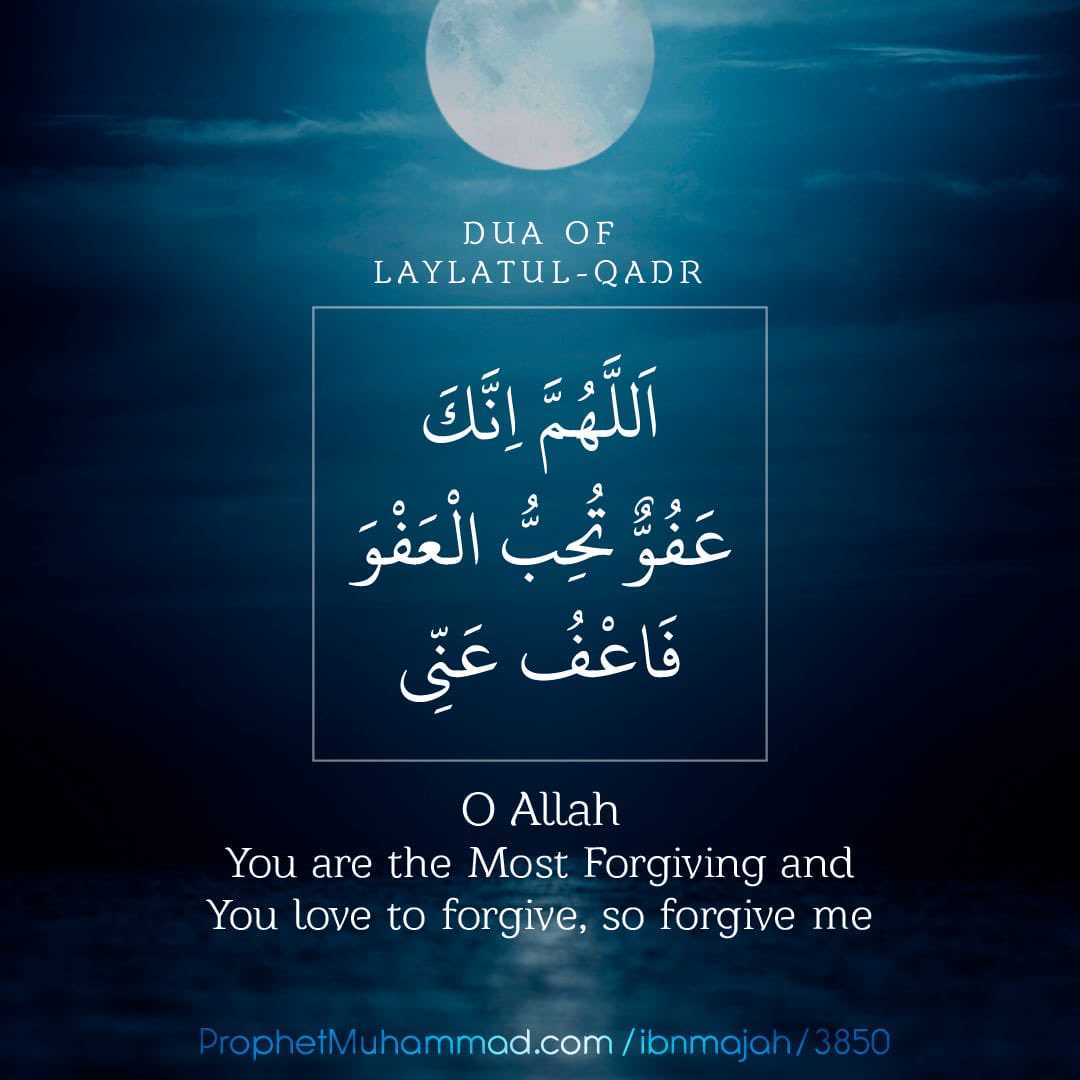 DUA OF
LAYLATUL-QADR
اَللَّهُمَّ اِنَّكَ
عَفُوٌّ تُحِبُّ الْعَفْوَ
فَاعْفُ عَنِّي
O Allah
You are the Most Forgiving and
You love to forgive, so forgive me
ProphetMuhammad.com/ibnmajah/3850